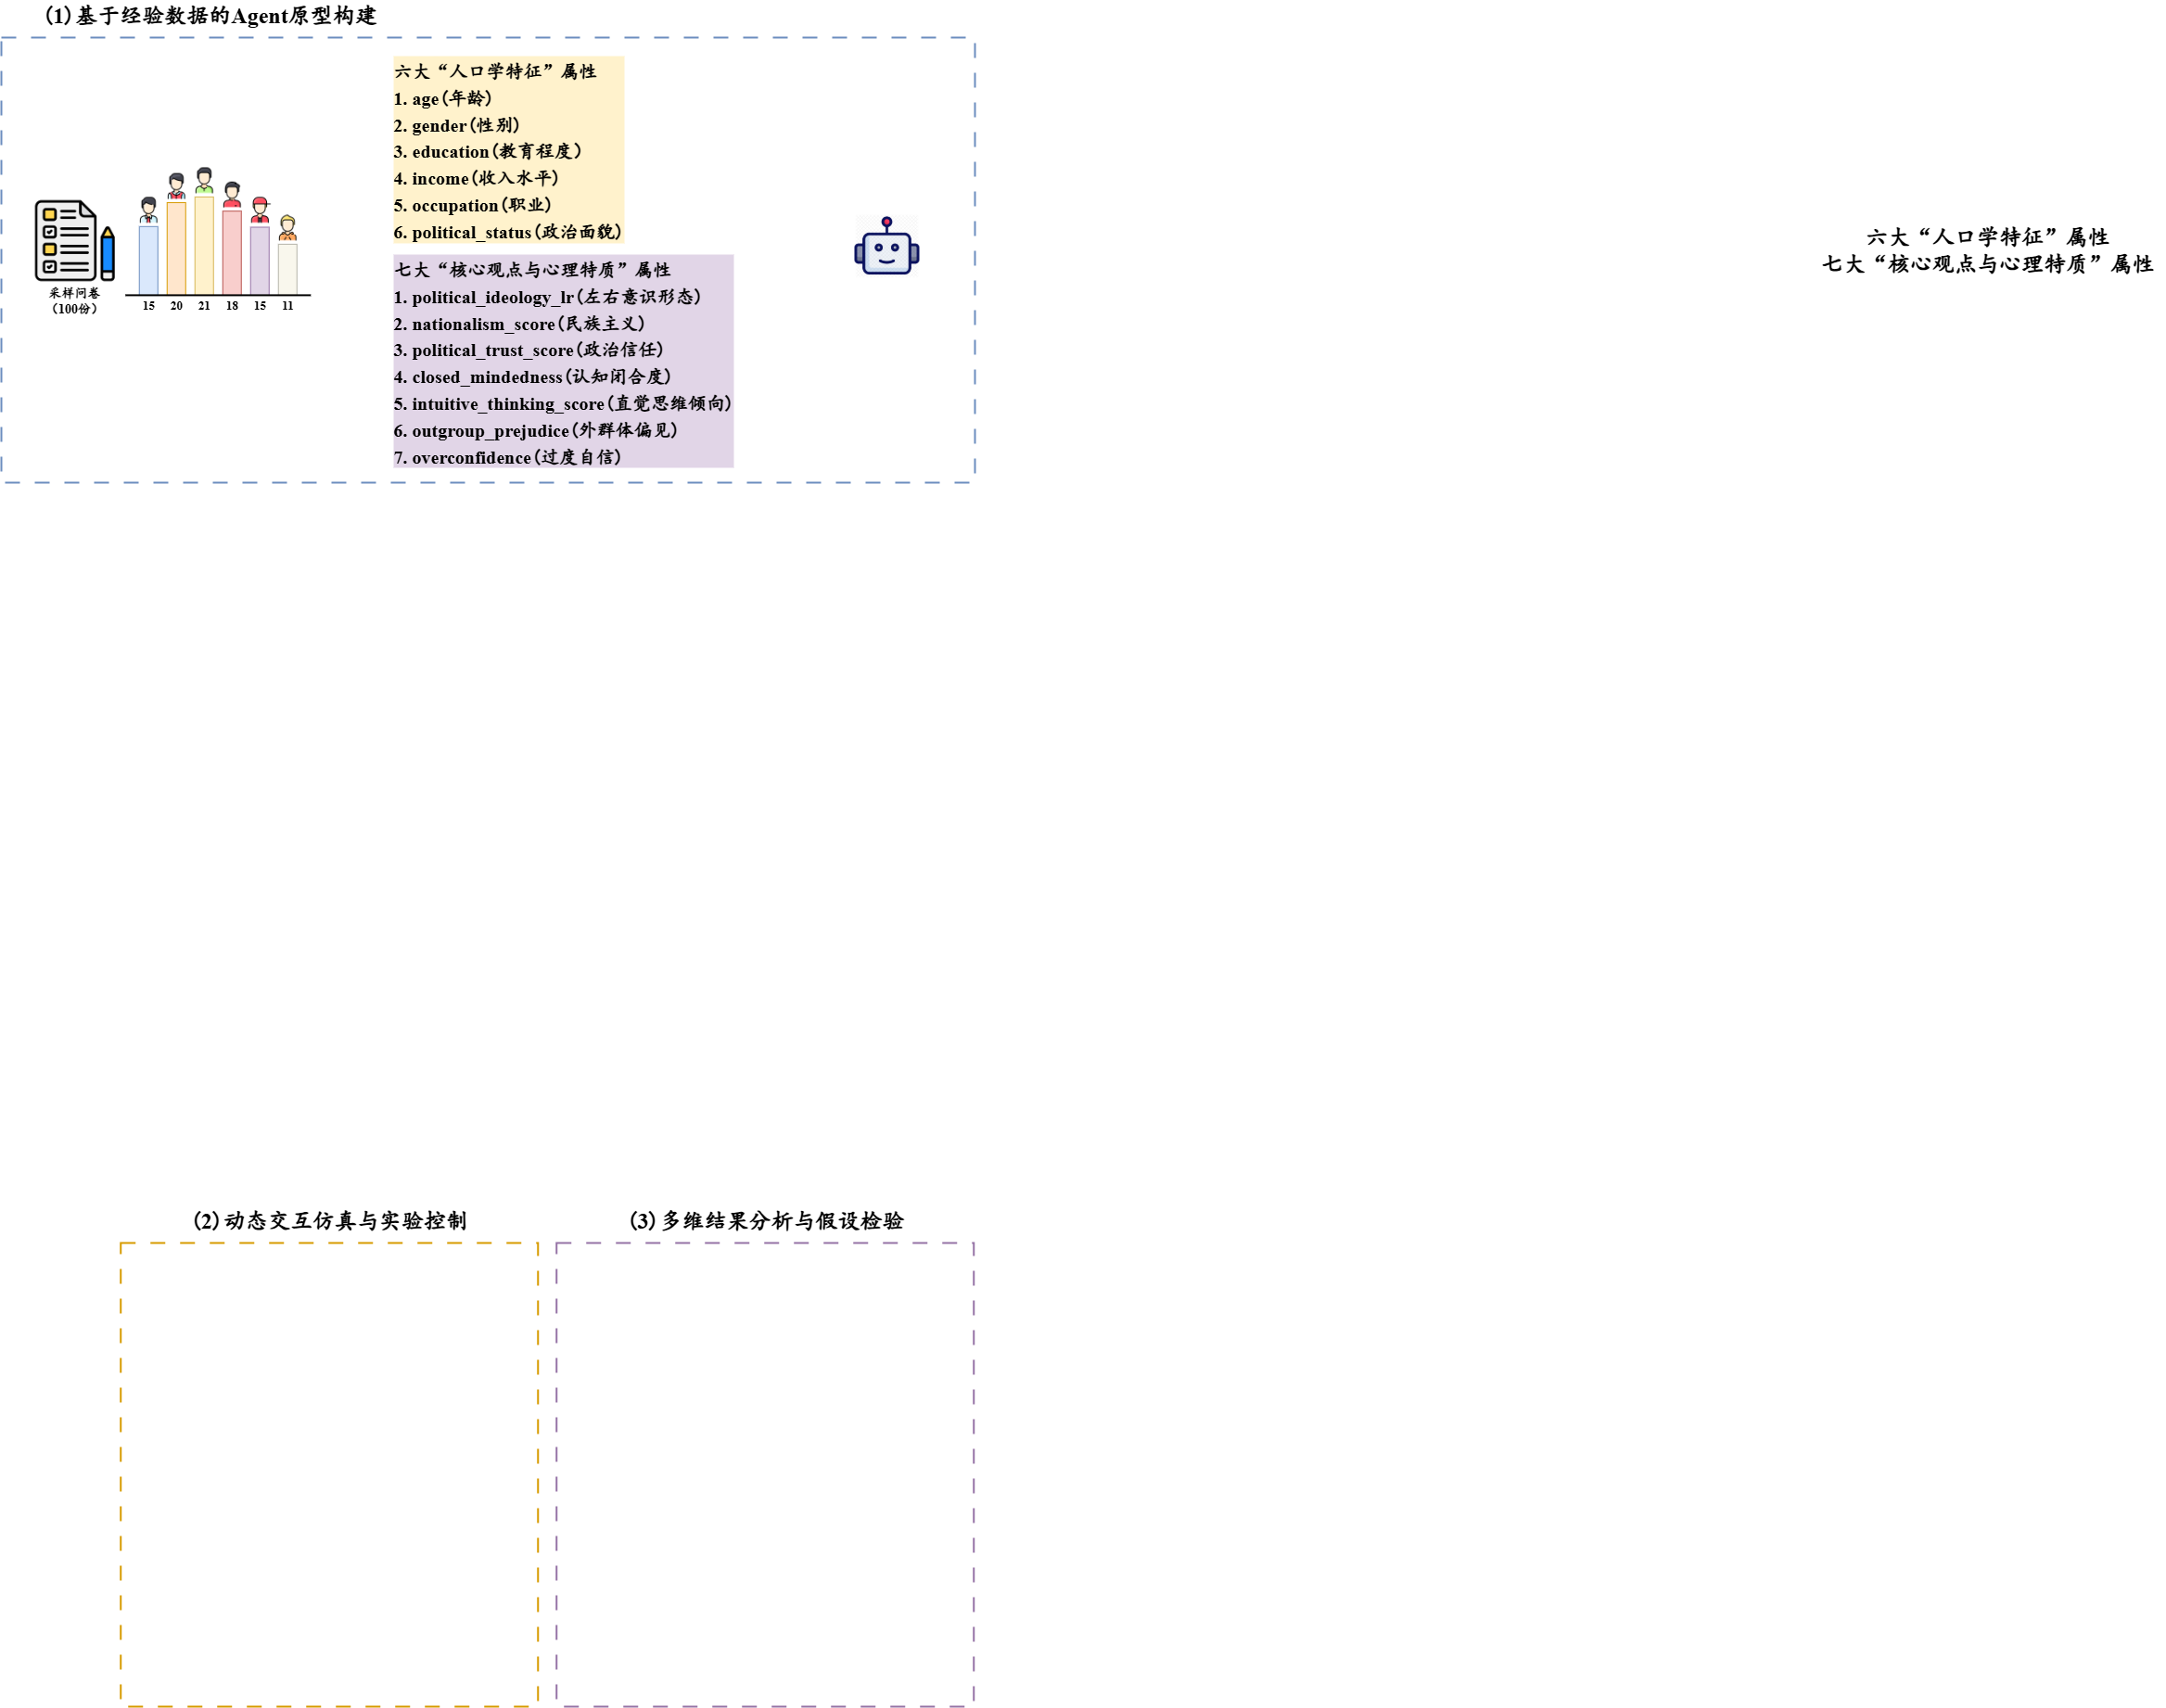 (1)基于经验数据的Agent原型构建
六大“人口学特征”属性
1. age(年龄)
2. gender(性别)
3. education(教育程度)
4. income(收入水平)
5. occupation(职业)
6. political_status(政治面貌)
七大“核心观点与心理特质”属性
1. political_ideology_lr(左右意识形态)
2. nationalism_score(民族主义)
3. political_trust_score(政治信任)
4. closed_mindedness(认知闭合度)
5. intuitive_thinking_score(直觉思维倾向)
6. outgroup_prejudice(外群体偏见)
7. overconfidence(过度自信)
采样问卷
(100份)
15 20 21 18 15 11
六大“人口学特征”属性
七大“核心观点与心理特质”属性
(2)动态交互仿真与实验控制
(3)多维结果分析与假设检验